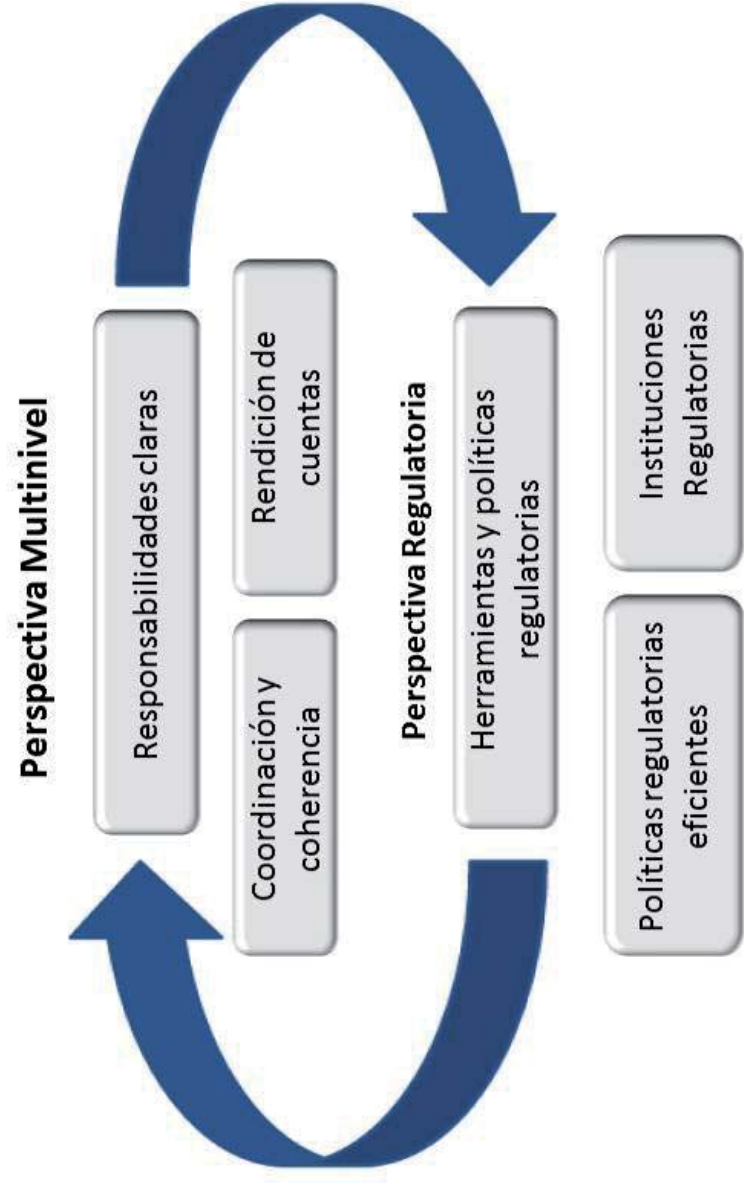 Perspectiva Multinivel
Responsabilidades claras
Coordinación y
coherencia
Rendición de
cuentas
Perspectiva Regulatoria
Herramientas y políticas
regulatorias
Políticas regulatorias
eficientes
Instituciones
Regulatorias